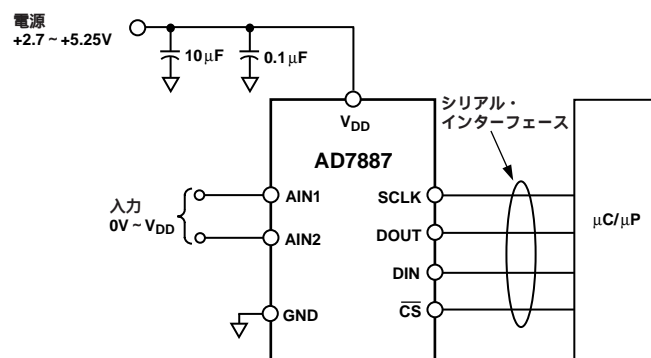 電源
+2.7 ~ +5.25V
10µF
0.1µF
シリアル・
インターフェース
VDD
AD7887
入力
0V ~ VDD
AIN1
AIN2
GND
SCLK
DOUT
DIN
C̅S̅
µC/µP